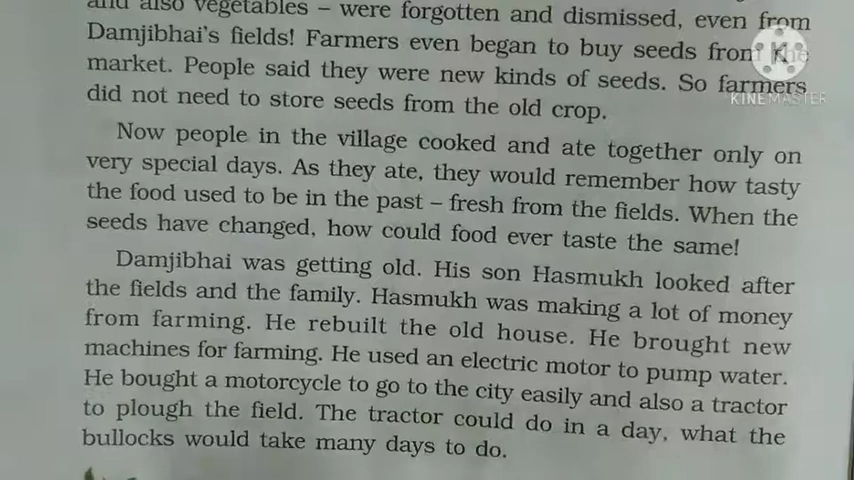 and also vegetables – were forgotten and dismissed, even from
Damjibhai's fields! Farmers even began to buy seeds from the
market. People said they were new kinds of seeds. So farmers
did not need to store seeds from the old crop.
Now people in the village cooked and ate together only on
very special days. As they ate, they would remember how tasty
the food used to be in the past – fresh from the fields. When the
seeds have changed, how could food ever taste the same!
Damjibhai was getting old. His son Hasmukh looked after
the fields and the family. Hasmukh was making a lot of money
from farming. He rebuilt the old house. He brought new
machines for farming. He used an electric motor to pump water.
He bought a motorcycle to go to the city easily and also a tractor
to plough the field. The tractor could do in a day, what the
bullocks would take many days to do.
K
KINEMASTER